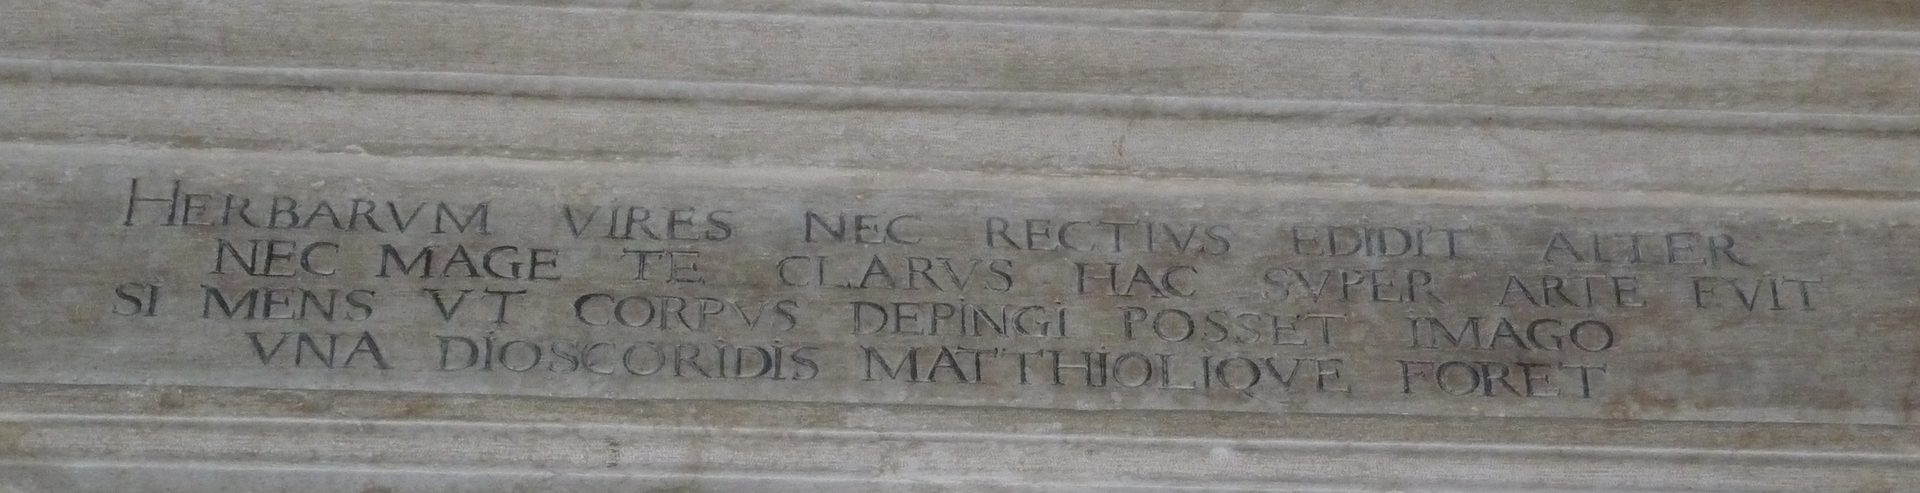 HERBARVM VIRES NEC RECTIVS EDIDIT ALTER
NEC MAGE TE CLARVS HAC SVPER ARTE FVIT
SI MENS VT CORPVS DEPINGI POSSET IMAGO
VNA DIOSCORIDIS MATTHIOLIQVE FORET